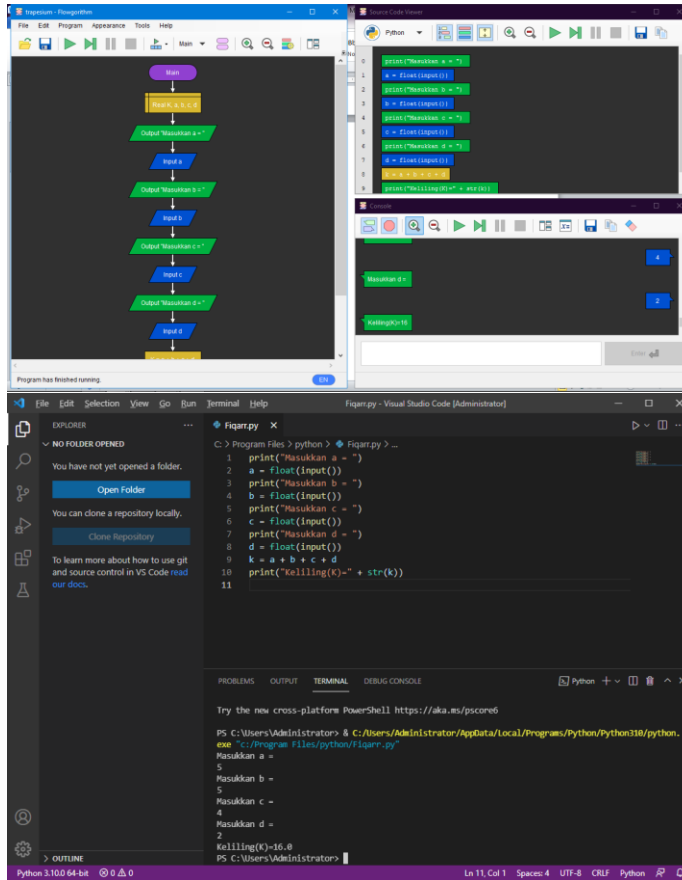 trapesium - Flowgorithm
File Edit Program Appearance Tools Help
Main
Main
Real K, a, b, c, d
Output "Masukkan a = "
Input a
Output "Masukkan b = "
Input b
Output "Masukkan c = "
Input c
Output "Masukkan d = "
Input d
Program has finished running.
EN
Source Code Viewer
Python
0 print("Masukkan a = ")
1 a = float(input())
2 print("Masukkan b = ")
3 b = float(input())
4 print("Masukkan c = ")
5 c = float(input())
6 print("Masukkan d = ")
7 d = float(input())
8 k = a + b + c + d
9 print("Keliling(K)=" + str(k))
Console
4
Masukkan d =
2
Keliling(K)=16
Enter
File Edit Selection View Go Run Terminal Help
Fiqarr.py - Visual Studio Code [Administrator]
EXPLORER
NO FOLDER OPENED
You have not yet opened a folder.
Open Folder
You can clone a repository locally.
Clone Repository
To learn more about how to use git
and source control in VS Code read
our docs.
OUTLINE
Fiqarr.py
C: > Program Files > python > Fiqarr.py > ...
1 print("Masukkan a = ")
2 a = float(input())
3 print("Masukkan b = ")
4 b = float(input())
5 print("Masukkan c = ")
6 c = float(input())
7 print("Masukkan d = ")
8 d = float(input())
9 k = a + b + c + d
10 print("Keliling(K)=" + str(k))
11
PROBLEMS OUTPUT TERMINAL DEBUG CONSOLE
Python
Try the new cross-platform PowerShell https://aka.ms/pscore6
PS C:\Users\Administrator> & C:/Users/Administrator/AppData/Local/Programs/Python/Python310/python.
exe "c:/Program Files/python/Fiqarr.py"
Masukkan a =
5
Masukkan b =
5
Masukkan c =
4
Masukkan d =
2
Keliling(K)=16.0
PS C:\Users\Administrator>
Python 3.10.0 64-bit 0 0
Ln 11, Col 1 Spaces: 4 UTF-8 CRLF Python